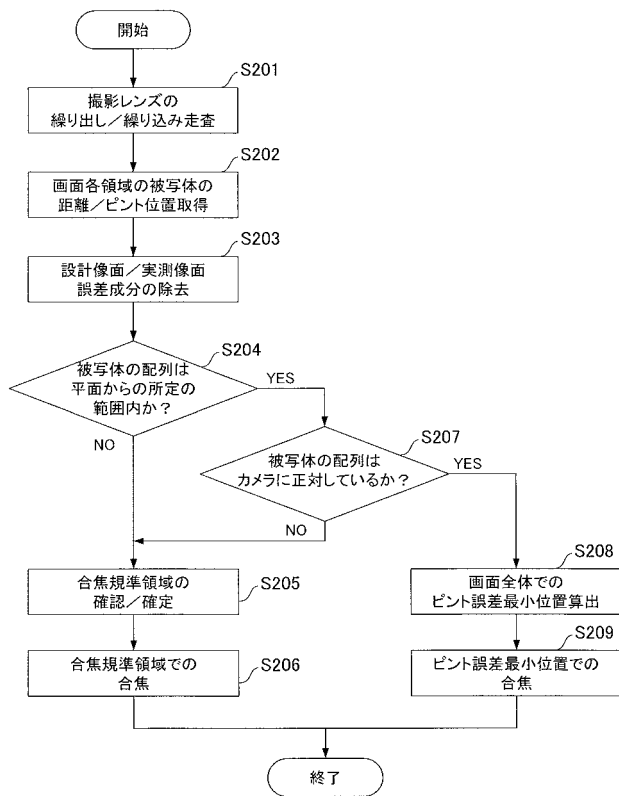 開始
S201
撮影レンズの
繰り出し／繰り込み走査
S202
画面各領域の被写体の
距離／ピント位置取得
S203
設計像面／実測像面
誤差成分の除去
S204
被写体の配列は
平面からの所定の
範囲内か？
YES
NO
S207
被写体の配列は
カメラに正対しているか？
YES
NO
S205
合焦規準領域の
確認／確定
S206
合焦規準領域での
合焦
S208
画面全体での
ピント誤差最小位置算出
S209
ピント誤差最小位置での
合焦
終了